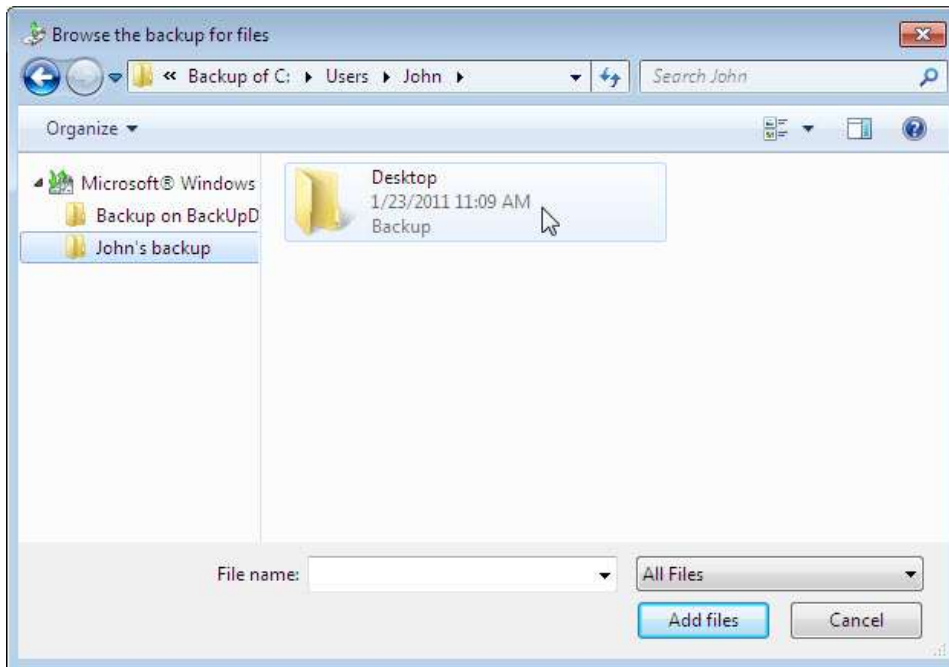 Browse the backup for files
« Backup of C: ▸ Users ▸ John ▸ Search John
Organize
Microsoft® Windows
Backup on BackUpD
John's backup
Desktop
1/23/2011 11:09 AM
Backup
File name:
All Files
Add files Cancel